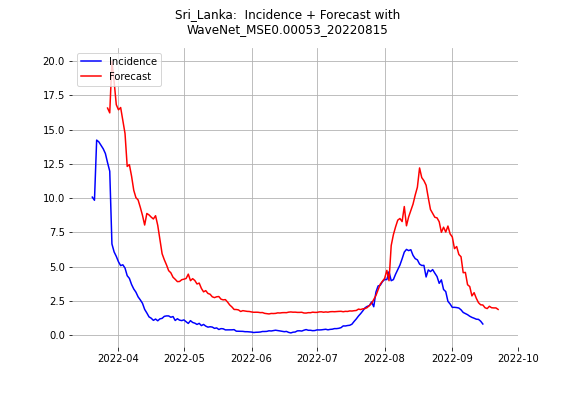 Sri_Lanka:  Incidence + Forecast with
WaveNet_MSE0.00053_20220815
Incidence
Forecast
20.0
17.5
15.0
12.5
10.0
7.5
5.0
2.5
0.0
2022-04 2022-05 2022-06 2022-07 2022-08 2022-09 2022-10